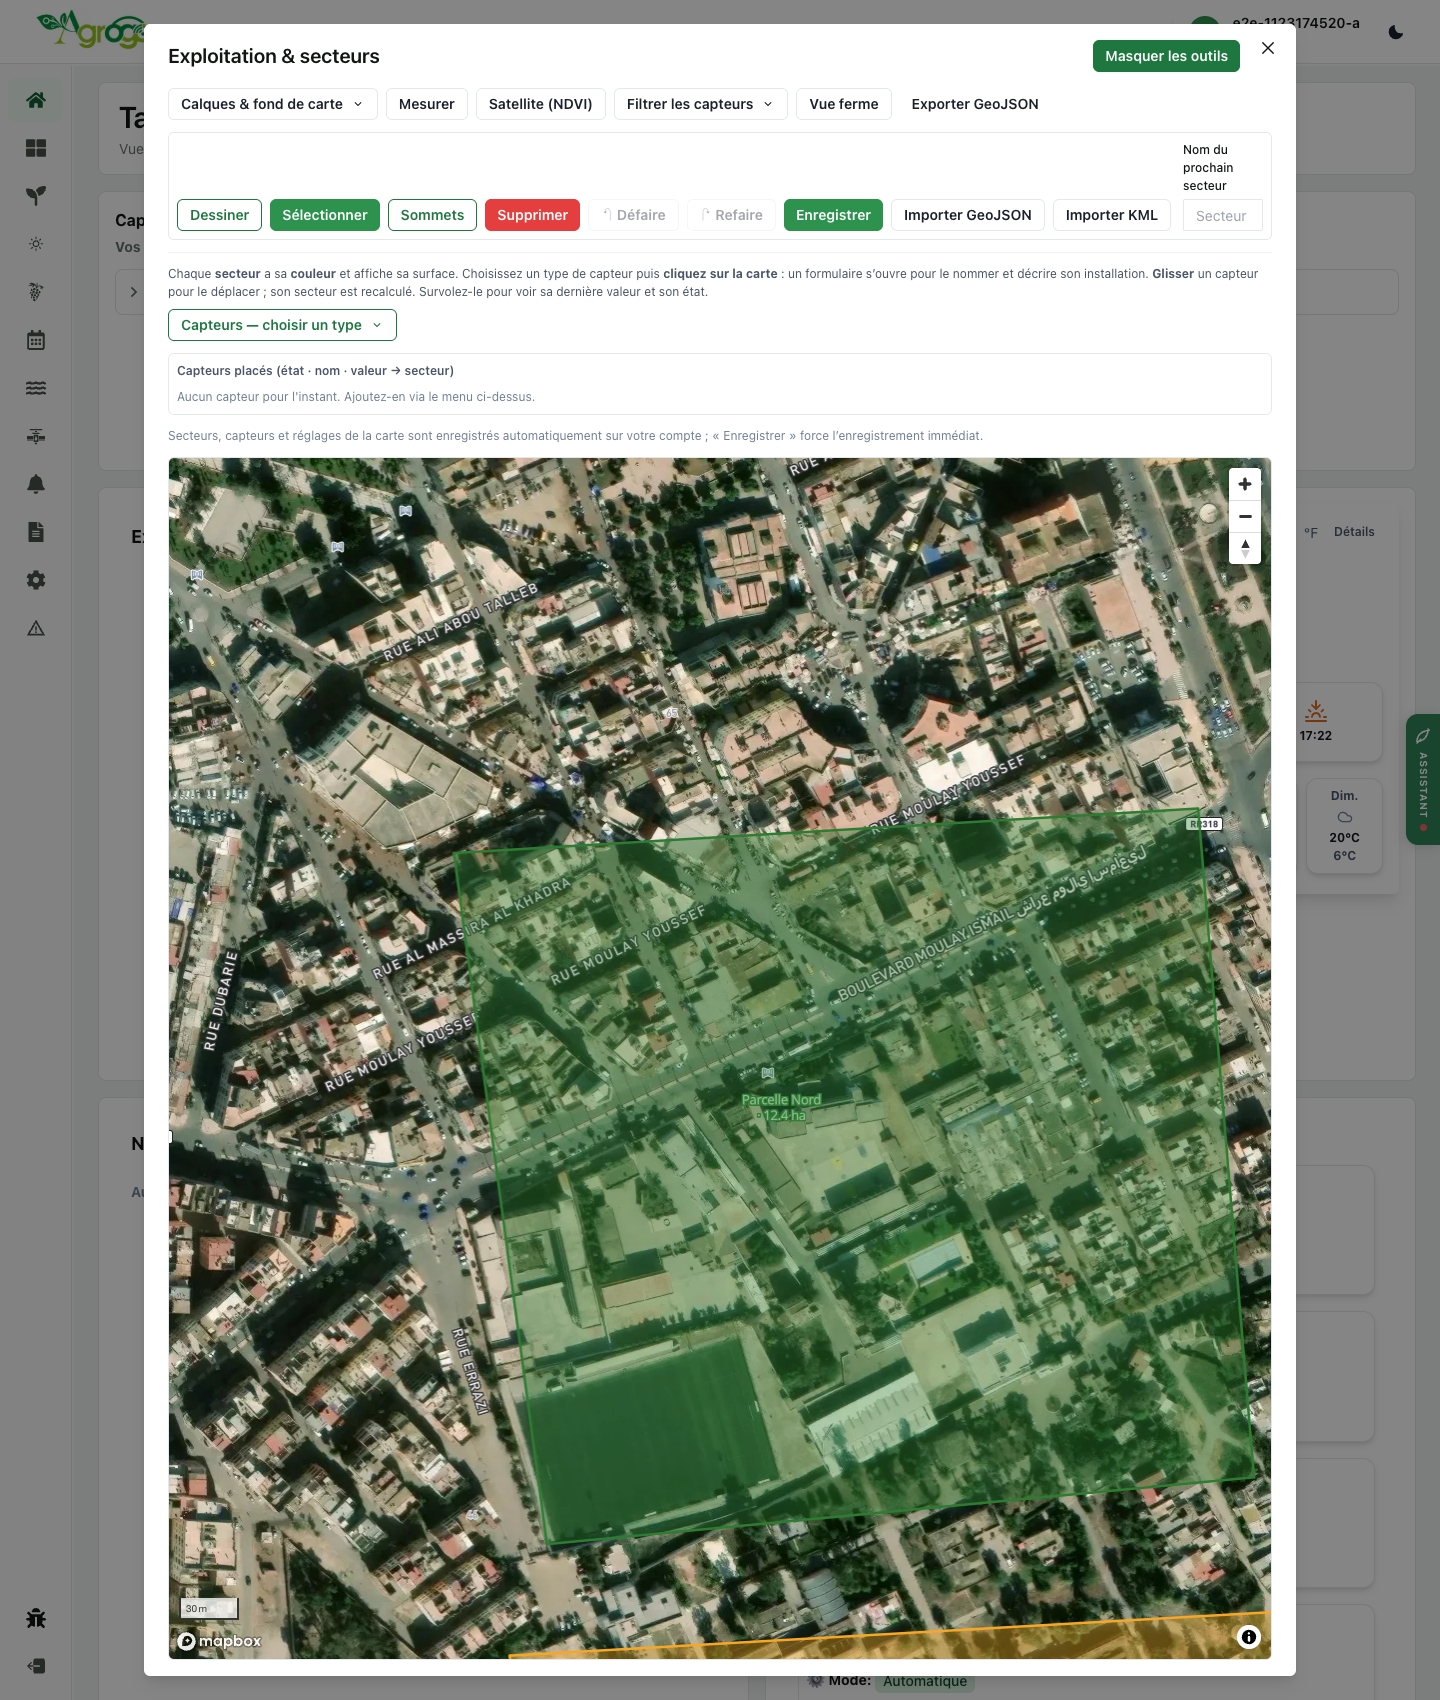 e2e-1123174520-a
Exploitation & secteurs
Masquer les outils
Calques & fond de carte
Mesurer
Satellite (NDVI)
Filtrer les capteurs
Vue ferme
Exporter GeoJSON
Nom du
prochain
secteur
Dessiner
Sélectionner
Sommets
Supprimer
Défaire
Refaire
Enregistrer
Importer GeoJSON
Importer KML
Secteur
Chaque secteur a sa couleur et affiche sa surface. Choisissez un type de capteur puis cliquez sur la carte : un formulaire s’ouvre pour le nommer et décrire son installation. Glisser un capteur
pour le déplacer ; son secteur est recalculé. Survolez-le pour voir sa dernière valeur et son état.
Capteurs — choisir un type
Capteurs placés (état · nom · valeur → secteur)
Aucun capteur pour l'instant. Ajoutez-en via le menu ci-dessus.
Secteurs, capteurs et réglages de la carte sont enregistrés automatiquement sur votre compte ; « Enregistrer » force l’enregistrement immédiat.
RUE ALI ABOU TALLEB
65
RUE MOULAY YOUSSEF
318
RUE AL MASSIRA AL KHADRA
RUE MOULAY YOUSSEF
BOULEVARD MOULAY ISMAIL شارع مولاي إسماعيل
RUE DUBARIE
RUE MOULAY YOUSSEF
Parcelle Nord
12.4 ha
RUE ERRAZI
30 m
mapbox
°F
Détails
17:22
Dim.
20°C
6°C
ASSISTANT
Vos
Mode:
Automatique